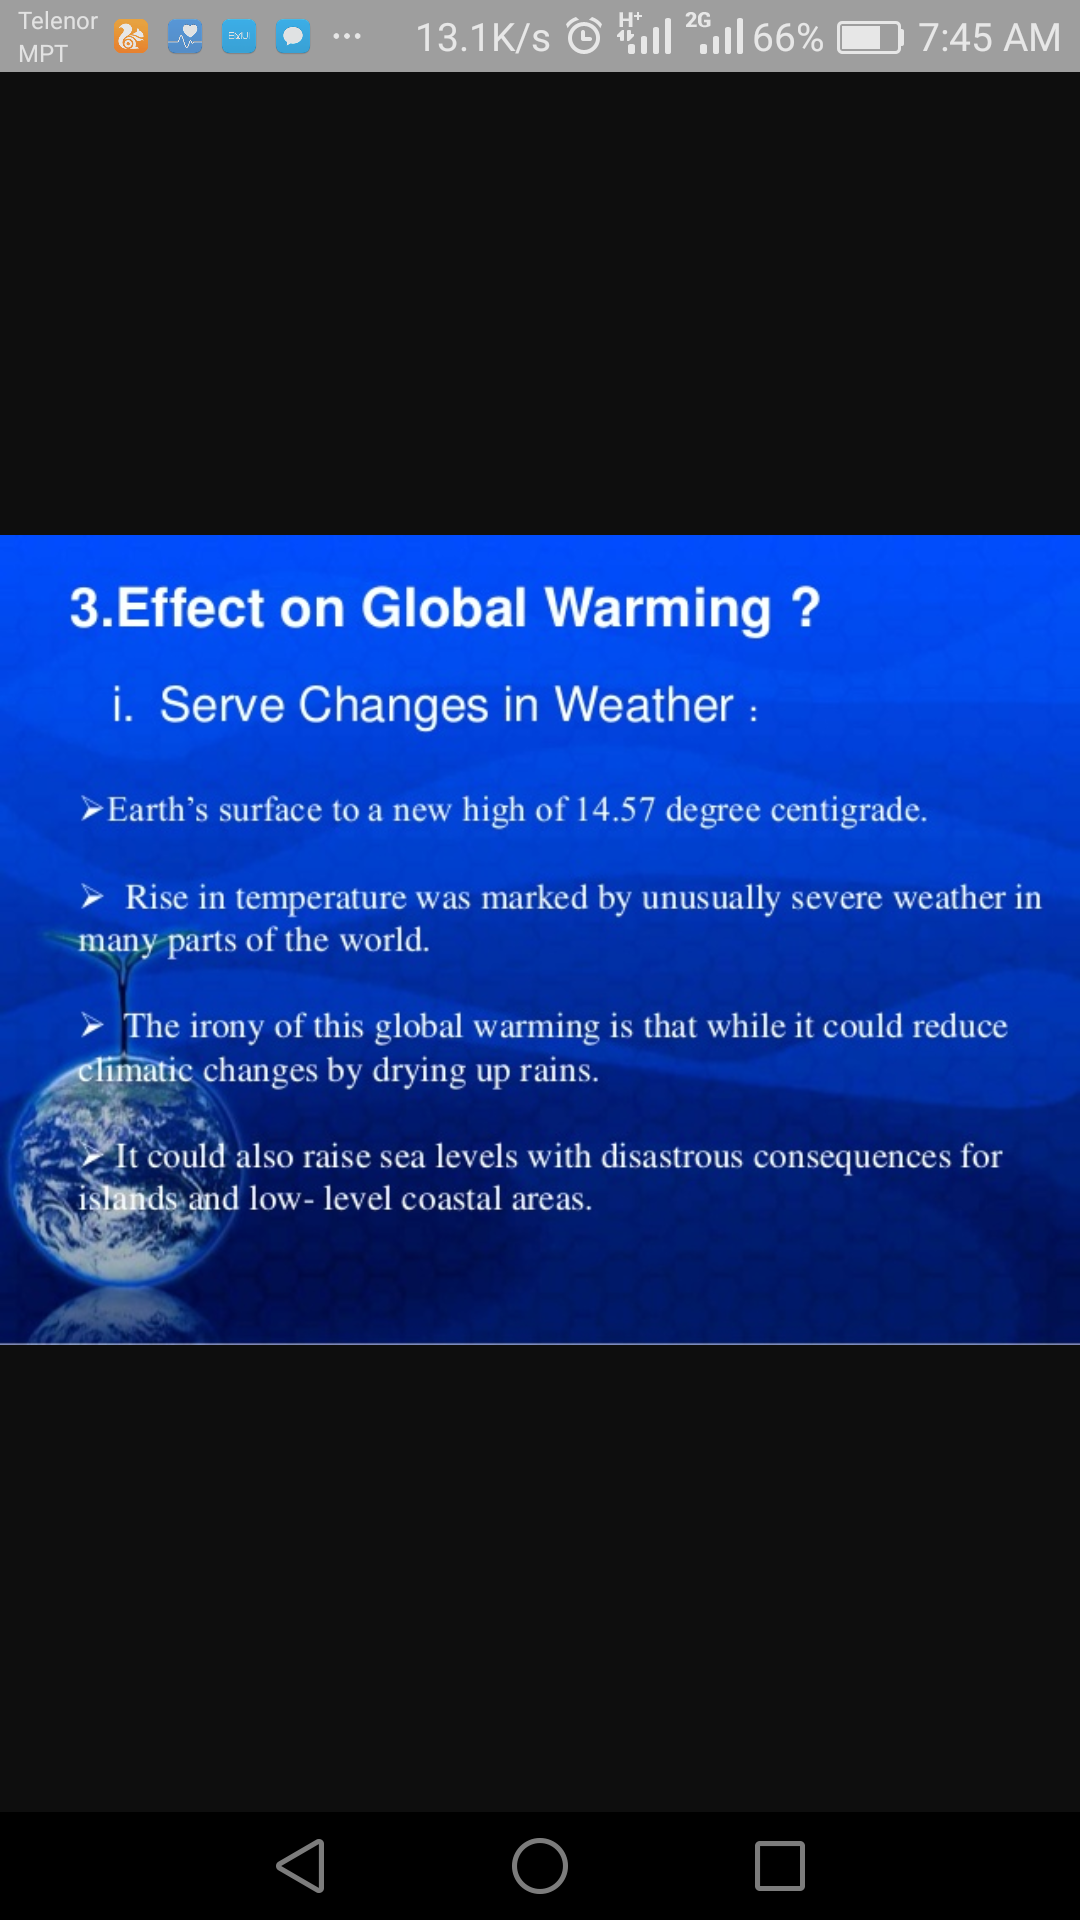 Telenor
MPT
ExUI
13.1K/s
H+
2G
66%
7:45 AM
3.Effect on Global Warming ?
i. Serve Changes in Weather :
➢Earth’s surface to a new high of 14.57 degree centigrade.
➢ Rise in temperature was marked by unusually severe weather in
many parts of the world.
➢ The irony of this global warming is that while it could reduce
climatic changes by drying up rains.
➢ It could also raise sea levels with disastrous consequences for
islands and low- level coastal areas.